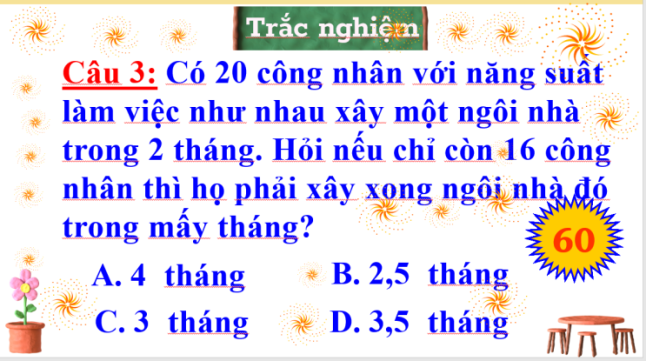 Trắc nghiệm
Câu 3: Có 20 công nhân với năng suất
làm việc như nhau xây một ngôi nhà
trong 2 tháng. Hỏi nếu chỉ còn 16 công
nhân thì họ phải xây xong ngôi nhà đó
trong mấy tháng?
60
A. 4 tháng B. 2,5 tháng
C. 3 tháng D. 3,5 tháng